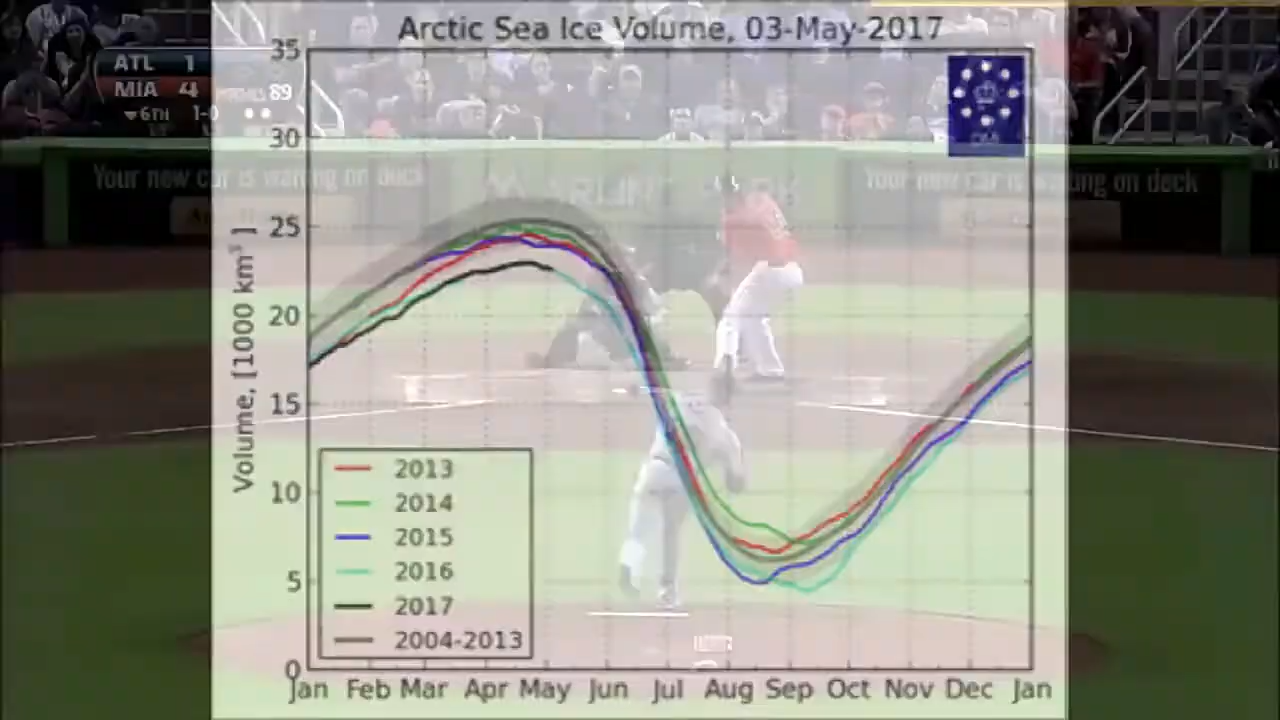 Arctic Sea Ice Volume, 03-May-2017
ATL 1
MIA 4
89
▼6TH 1-0
Your new car is waiting on deck
Your new car is waiting on deck
Volume, [1000 km³ ]
35
30
25
20
15
10
5
0
2013
2014
2015
2016
2017
2004-2013
Jan Feb Mar Apr May Jun Jul Aug Sep Oct Nov Dec Jan